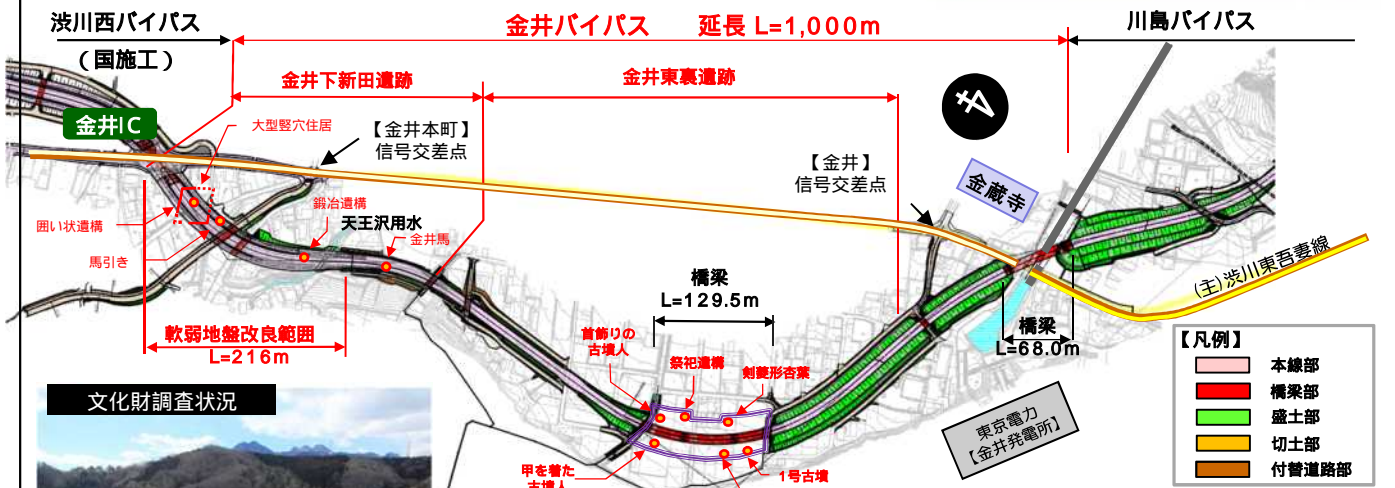 渋川西バイパス
(国施工)
金井バイパス 延長 L=1,000m
川島バイパス
金井下新田遺跡
金井東裏遺跡
金井IC
大型竪穴住居
【金井本町】
信号交差点
【金井】
信号交差点
金蔵寺
囲い状遺構
鍛冶遺構
天王沢用水
金井馬
馬引き
橋梁
L=129.5m
(主)渋川東吾妻線
軟弱地盤改良範囲
L=216m
首飾りの
古墳人
祭祀遺構
剣菱形杏葉
橋梁
L=68.0m
【凡例】
本線部
橋梁部
盛土部
切土部
付替道路部
文化財調査状況
東京電力
【金井発電所】
甲を着た
古墳人
1号古墳